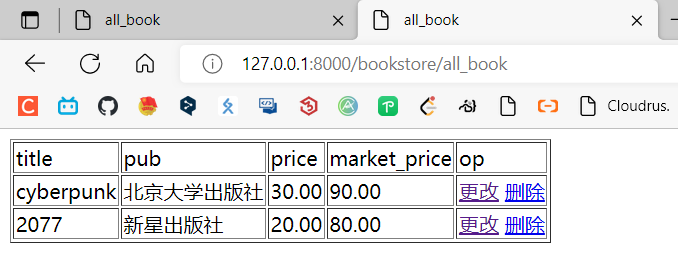 all_book
all_book
127.0.0.1:8000/bookstore/all_book
Cloudrus.
title pub price market_price op
cyberpunk 北京大学出版社 30.00 90.00 更改 删除
2077 新星出版社 20.00 80.00 更改 删除